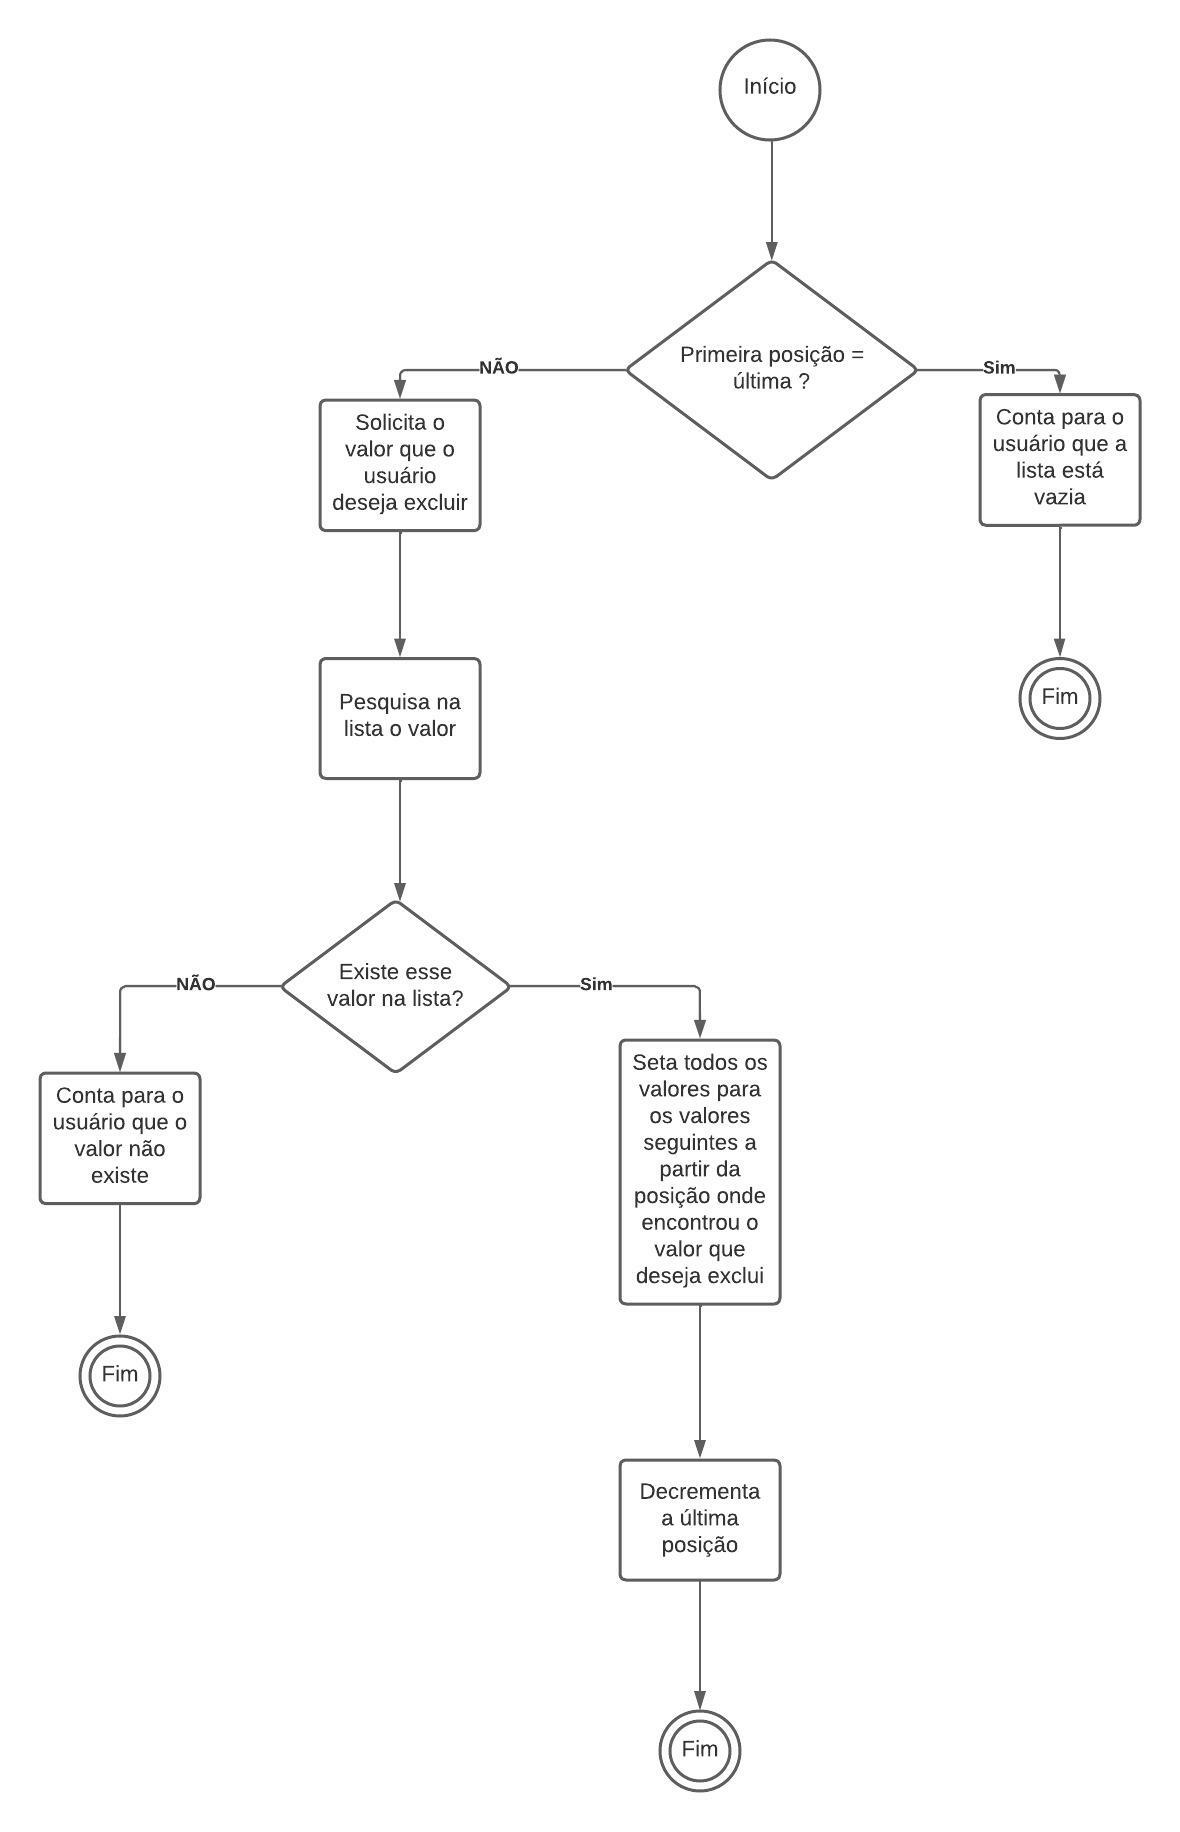 Início
Primeira posição =
última ?
NÃO
Sim
Solicita o
valor que o
usuário
deseja excluir
Conta para o
usuário que a
lista está
vazia
Fim
Pesquisa na
lista o valor
Existe esse
valor na lista?
NÃO
Sim
Conta para o
usuário que o
valor não
existe
Fim
Seta todos os
valores para
os valores
seguintes a
partir da
posição onde
encontrou o
valor que
deseja exclui
Decrementa
a última
posição
Fim